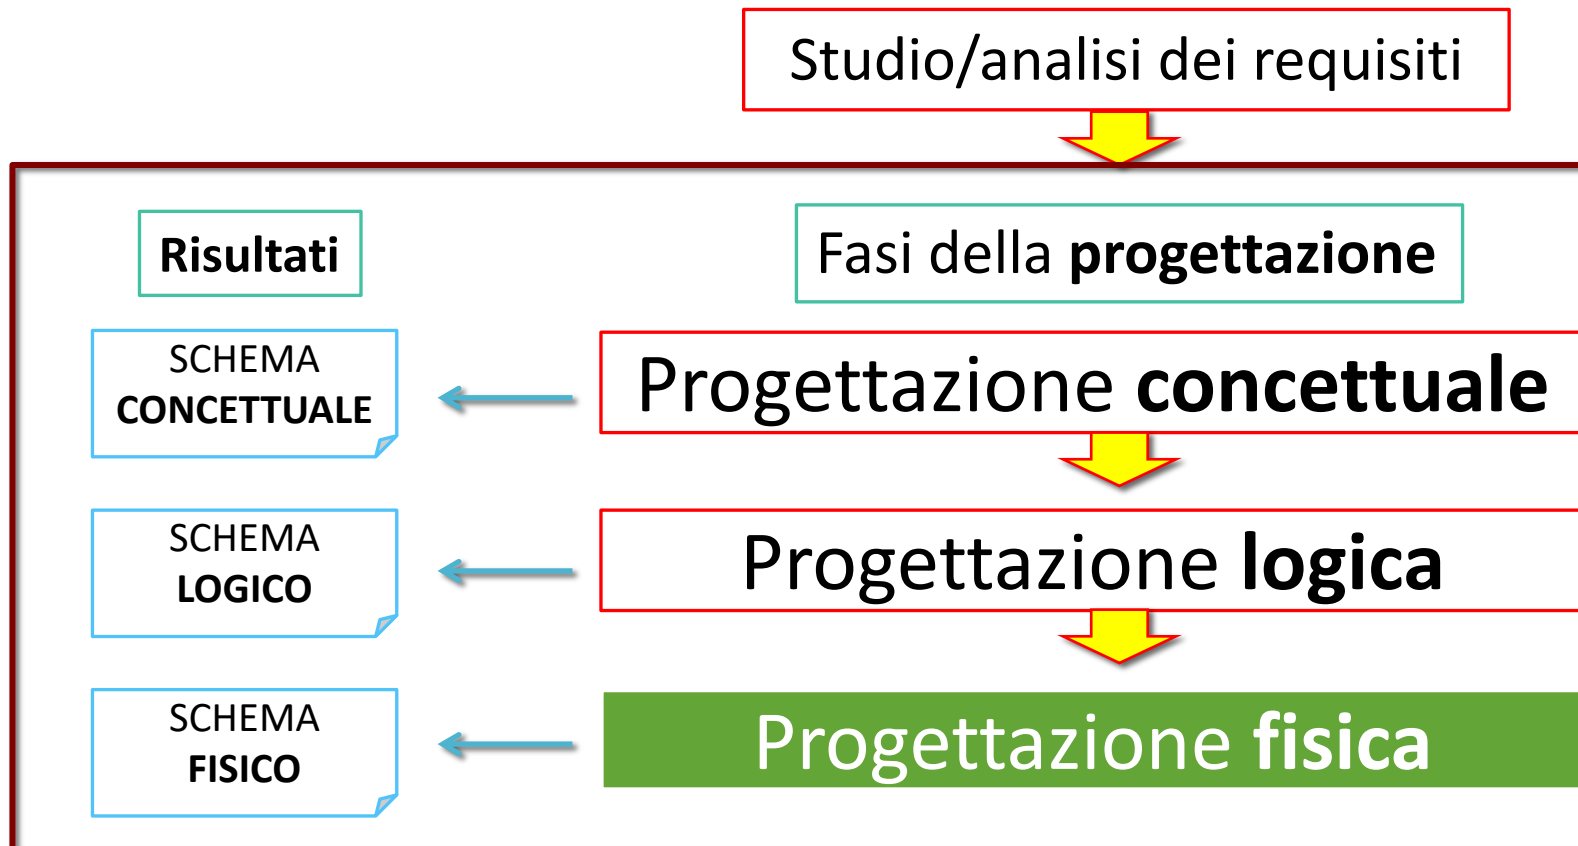 Studio/analisi dei requisiti
Risultati
Fasi della progettazione
SCHEMA
CONCETTUALE
Progettazione concettuale
SCHEMA
LOGICO
Progettazione logica
SCHEMA
FISICO
Progettazione fisica